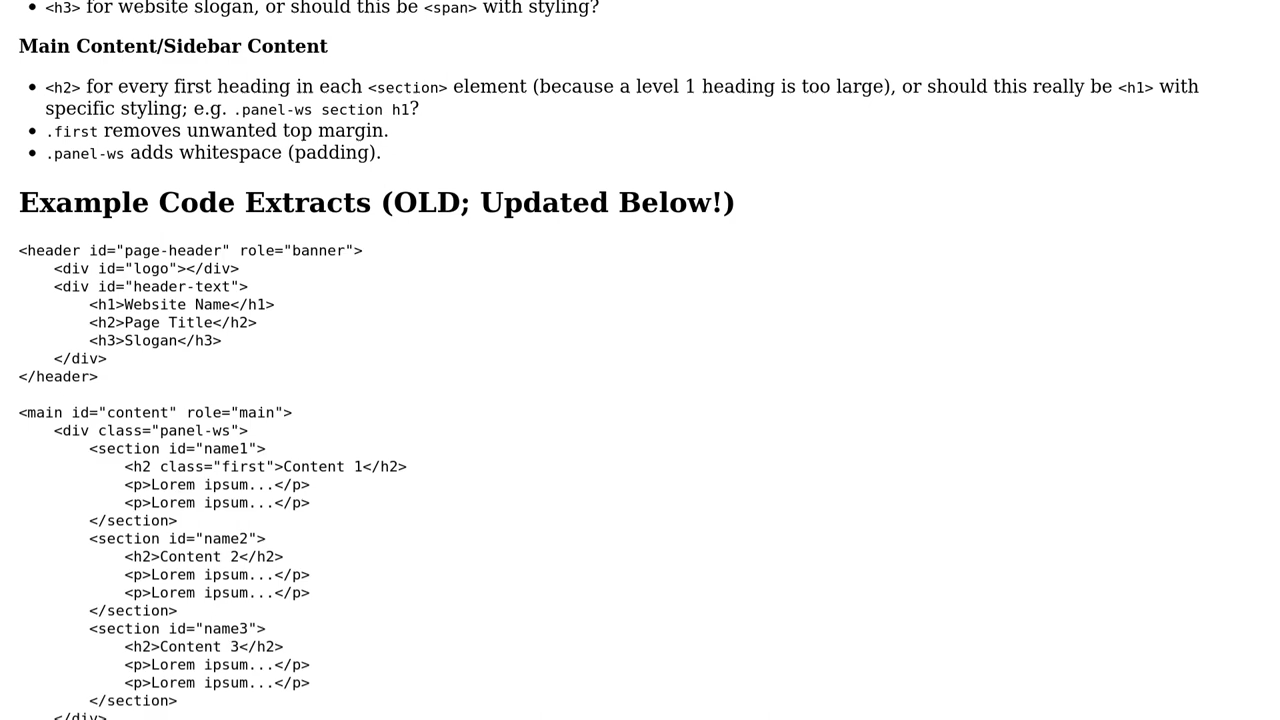 <h3> for website slogan, or should this be <span> with styling?
Main Content/Sidebar Content
<h2> for every first heading in each <section> element (because a level 1 heading is too large), or should this really be <h1> with
specific styling; e.g. .panel-ws section h1?
.first removes unwanted top margin.
.panel-ws adds whitespace (padding).
Example Code Extracts (OLD; Updated Below!)
<header id="page-header" role="banner">
    <div id="logo"></div>
    <div id="header-text">
        <h1>Website Name</h1>
        <h2>Page Title</h2>
        <h3>Slogan</h3>
    </div>
</header>

<main id="content" role="main">
    <div class="panel-ws">
        <section id="name1">
            <h2 class="first">Content 1</h2>
            <p>Lorem ipsum...</p>
            <p>Lorem ipsum...</p>
        </section>
        <section id="name2">
            <h2>Content 2</h2>
            <p>Lorem ipsum...</p>
            <p>Lorem ipsum...</p>
        </section>
        <section id="name3">
            <h2>Content 3</h2>
            <p>Lorem ipsum...</p>
            <p>Lorem ipsum...</p>
        </section>
    </div>